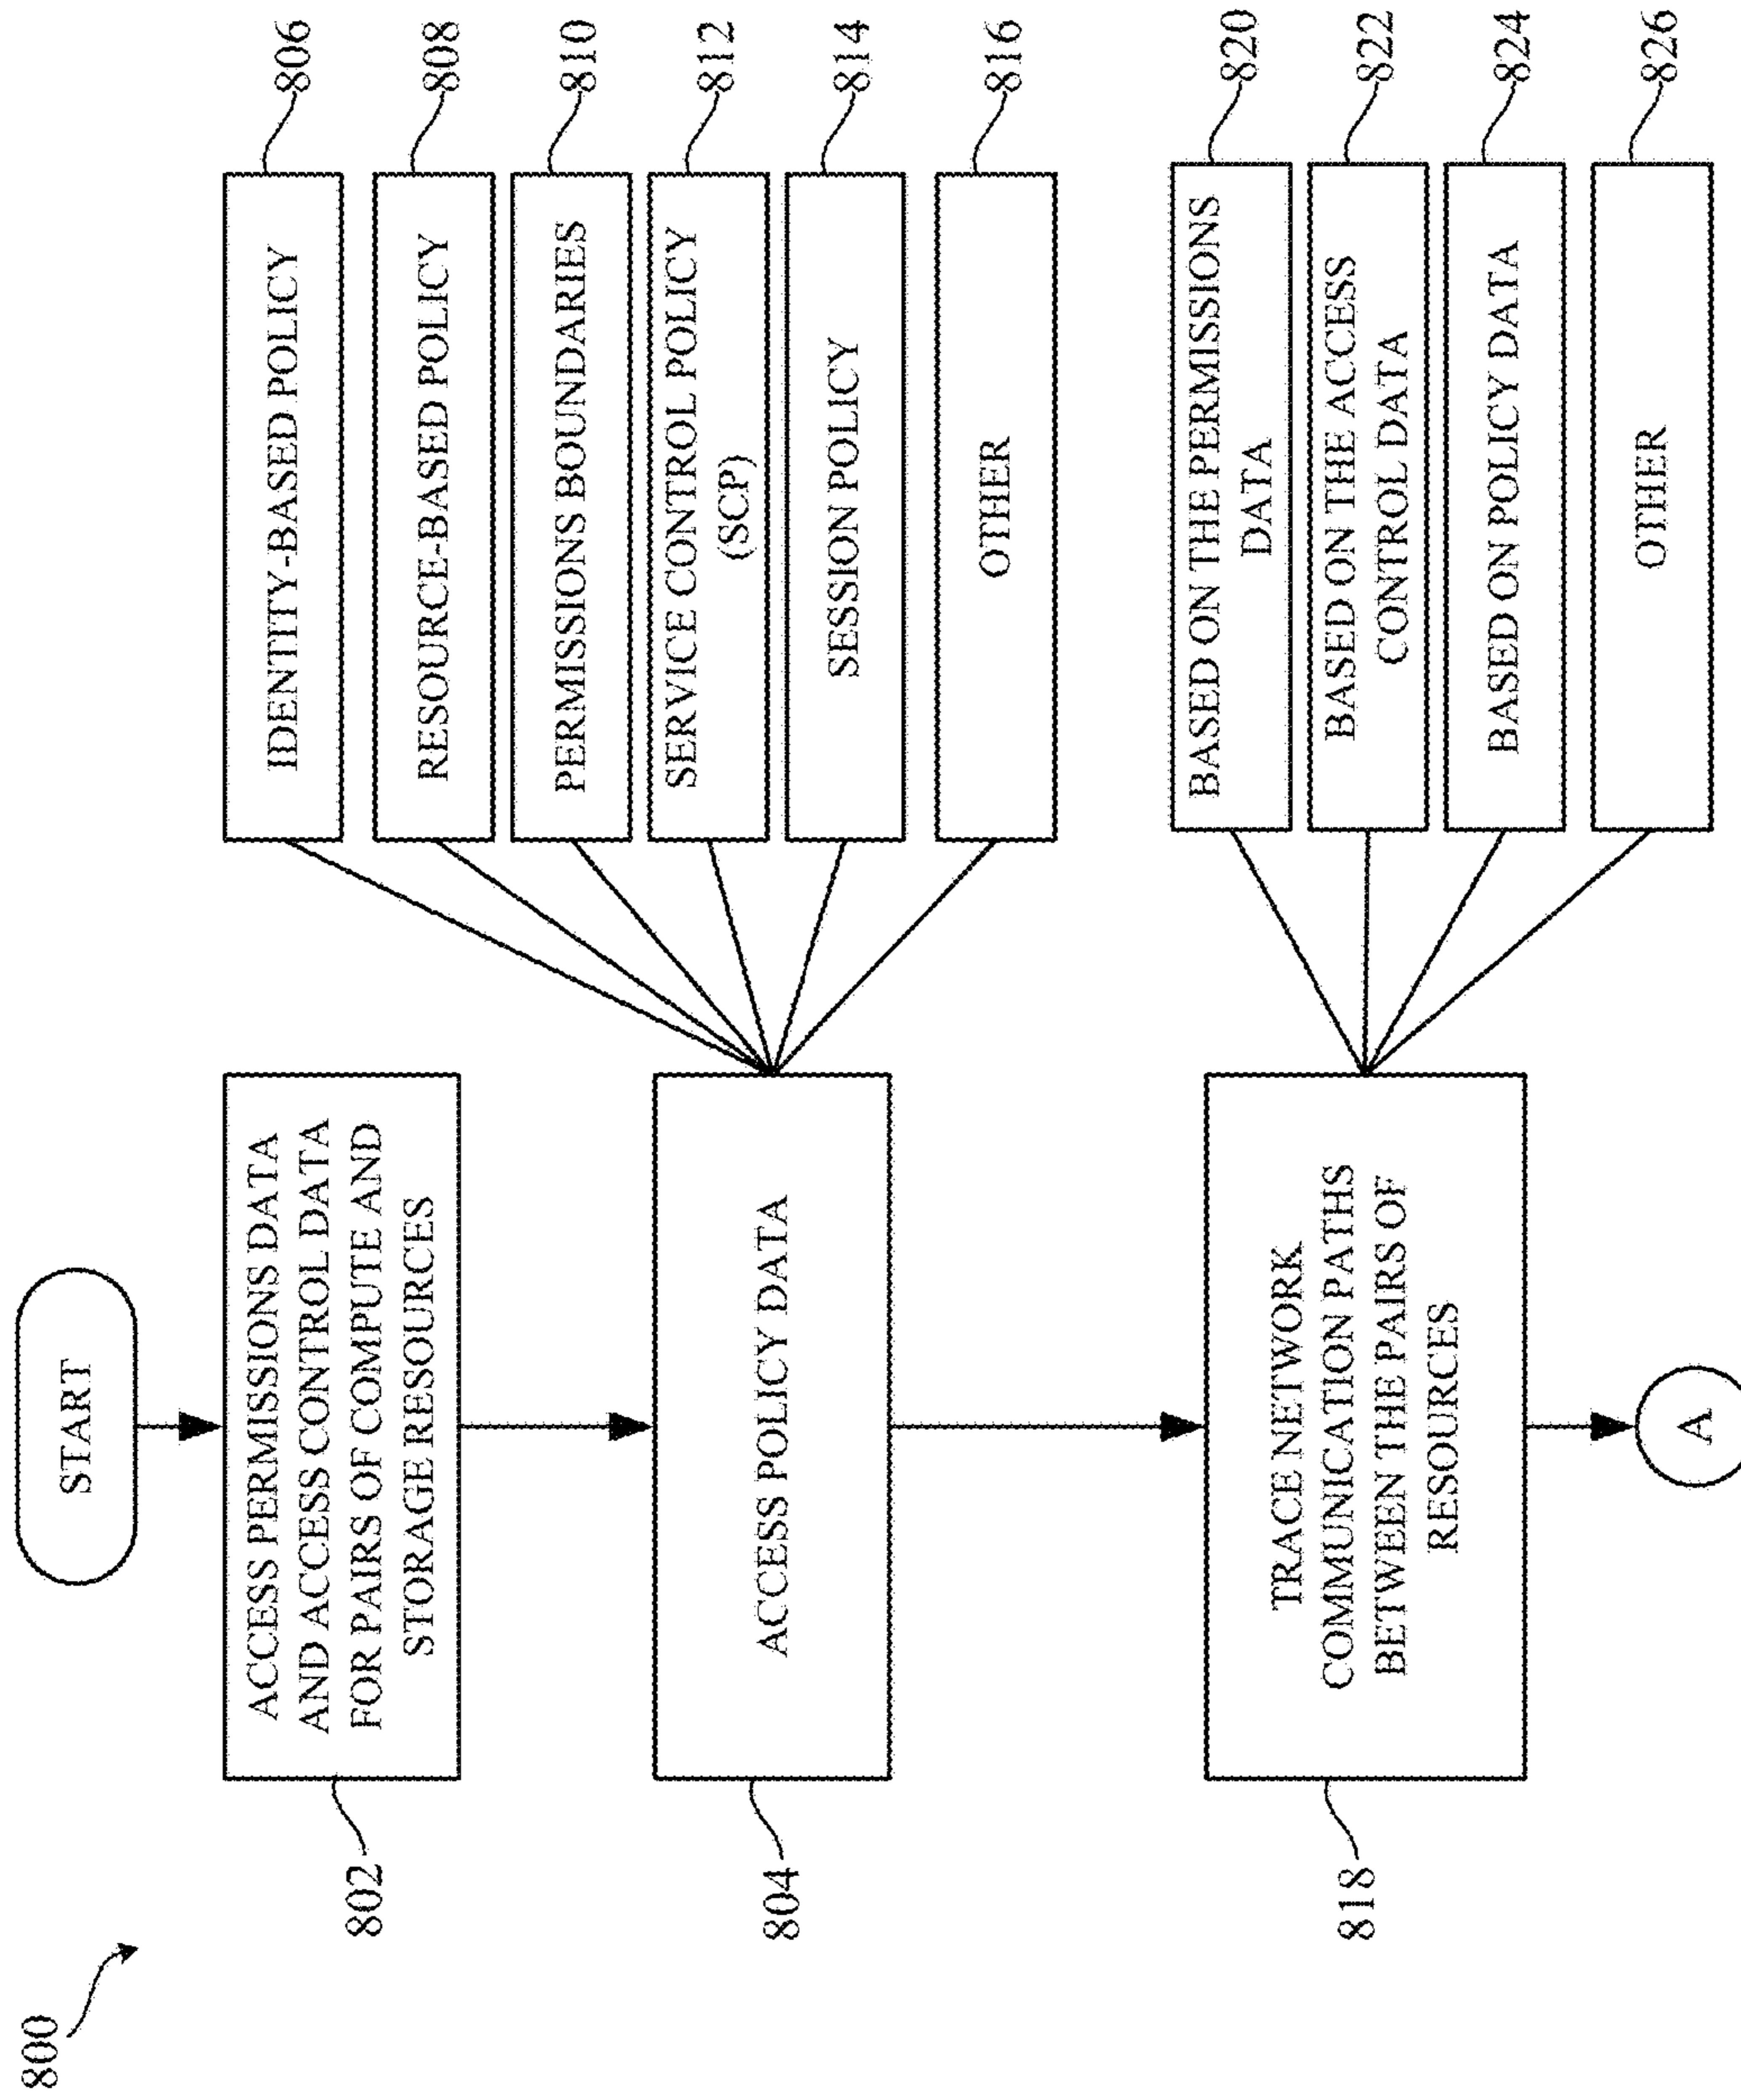 800
START
802
ACCESS PERMISSIONS DATA
AND ACCESS CONTROL DATA
FOR PAIRS OF COMPUTE AND
STORAGE RESOURCES
804
ACCESS POLICY DATA
IDENTITY-BASED POLICY
806
RESOURCE-BASED POLICY
808
PERMISSIONS BOUNDARIES
810
SERVICE CONTROL POLICY
(SCP)
812
SESSION POLICY
814
OTHER
816
818
TRACE NETWORK
COMMUNICATION PATHS
BETWEEN THE PAIRS OF
RESOURCES
BASED ON THE PERMISSIONS
DATA
820
BASED ON THE ACCESS
CONTROL DATA
822
BASED ON POLICY DATA
824
OTHER
826
A